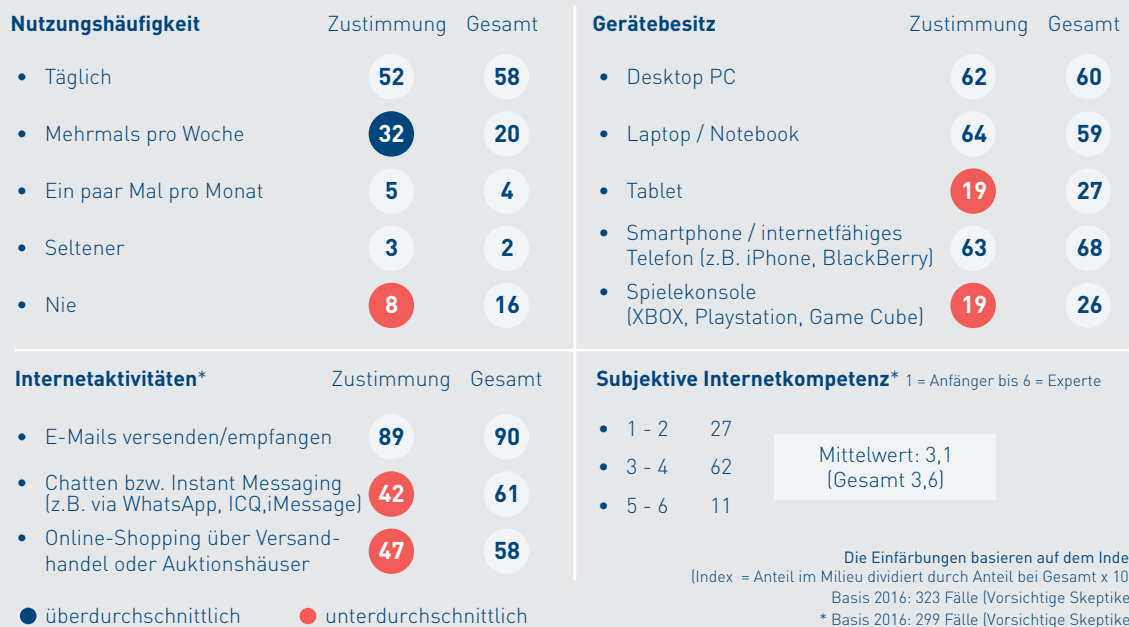 Nutzungshäufigkeit Zustimmung Gesamt
• Täglich 52 58
• Mehrmals pro Woche 32 20
• Ein paar Mal pro Monat 5 4
• Seltener 3 2
• Nie 8 16
Gerätebesitz Zustimmung Gesamt
• Desktop PC 62 60
• Laptop / Notebook 64 59
• Tablet 19 27
• Smartphone / internetfähiges
Telefon (z.B. iPhone, BlackBerry) 63 68
• Spielekonsole
(XBOX, Playstation, Game Cube) 19 26
Internetaktivitäten* Zustimmung Gesamt
• E-Mails versenden/empfangen 89 90
• Chatten bzw. Instant Messaging
(z.B. via WhatsApp, ICQ,iMessage) 42 61
• Online-Shopping über Versand-
handel oder Auktionshäuser 47 58
Subjektive Internetkompetenz* 1 = Anfänger bis 6 = Experte
• 1 - 2 27
• 3 - 4 62
• 5 - 6 11
Mittelwert: 3,1
(Gesamt 3,6)
Die Einfärbungen basieren auf dem Inde
(Index = Anteil im Milieu dividiert durch Anteil bei Gesamt x 10
Basis 2016: 323 Fälle (Vorsichtige Skeptike
* Basis 2016: 299 Fälle (Vorsichtige Skeptike
überdurchschnittlich unterdurchschnittlich